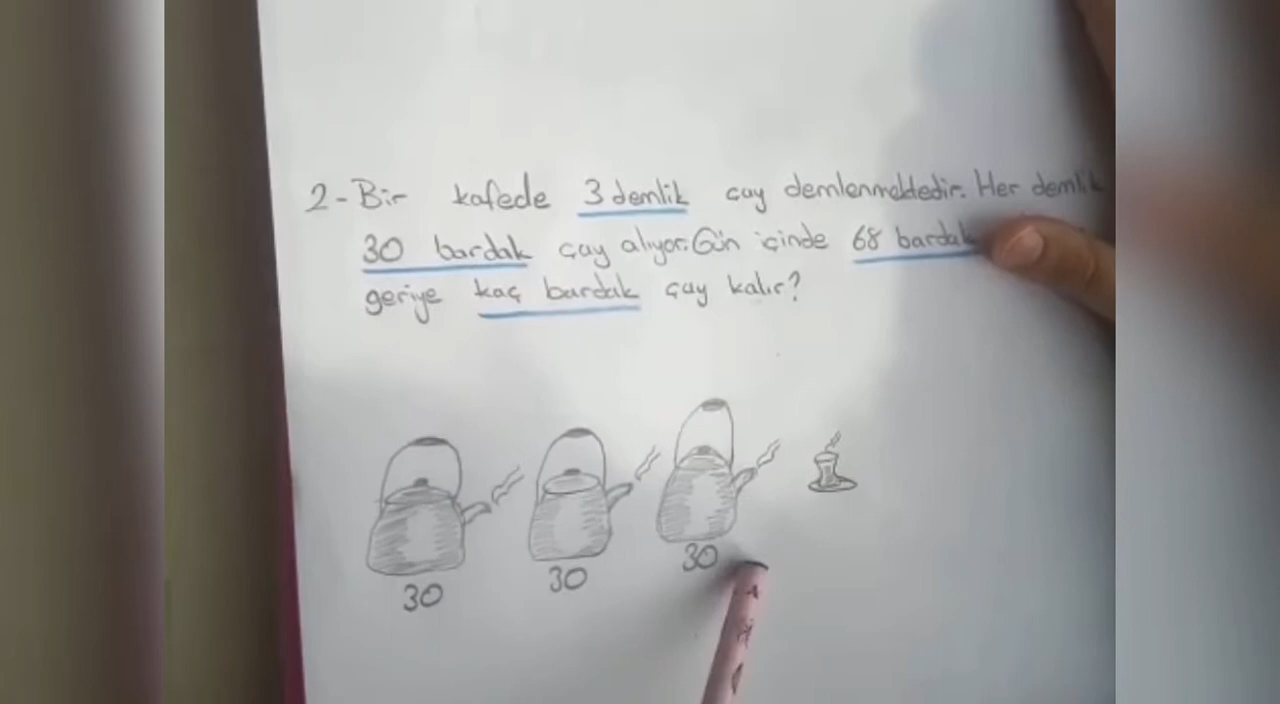 2- Bir kafede 3 demlik çay demlenmektedir. Her demlik
30 bardak çay alıyor. Gün içinde 68 bardak
geriye kaç bardak çay kalır?
30 30 30